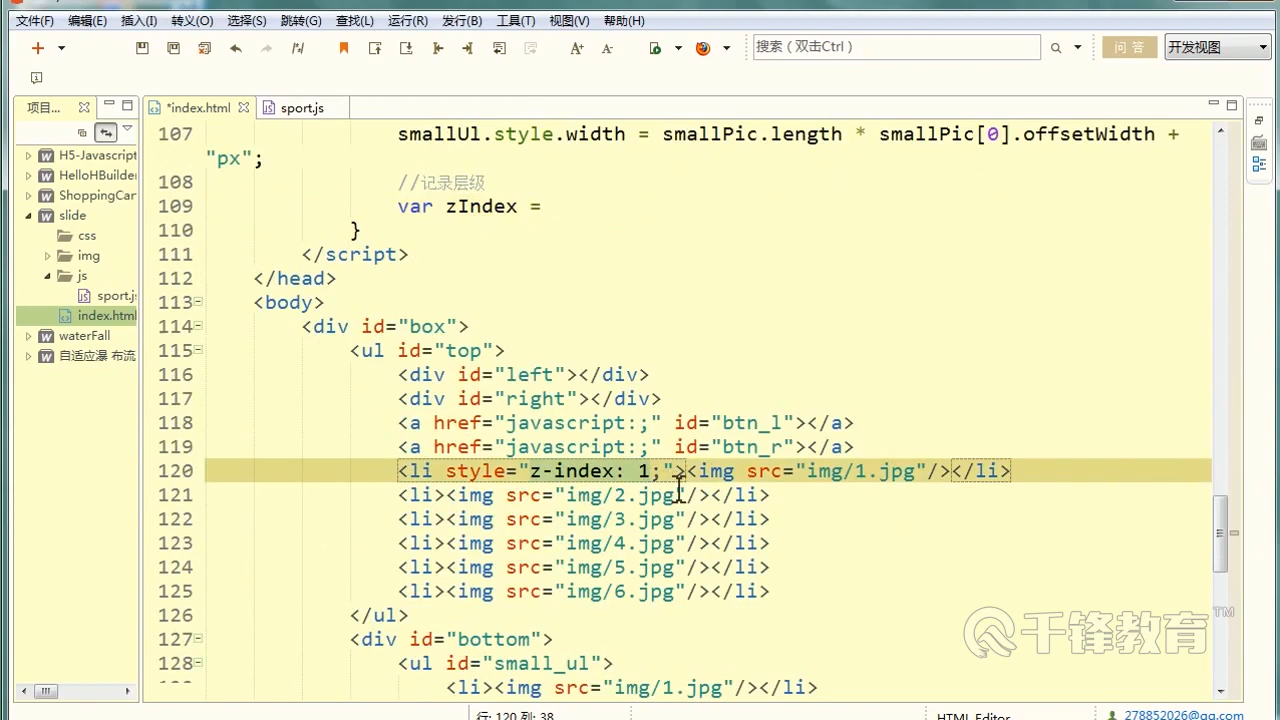 文件(F) 编辑(E) 插入(I) 转义(O) 选择(S) 跳转(G) 查找(L) 运行(R) 发行(B) 工具(T) 视图(V) 帮助(H)
搜索（双击Ctrl） 问 答 开发视图
项目... *index.html sport.js
H5-Javascript
HelloHBuilder
ShoppingCar
slide
css
img
js
sport.js
index.html
waterFall
自适应瀑 布流
107 smallUl.style.width = smallPic.length * smallPic[0].offsetWidth +
"px";
108 //记录层级
109 var zIndex =
110 }
111 </script>
112 </head>
113 <body>
114 <div id="box">
115 <ul id="top">
116 <div id="left"></div>
117 <div id="right"></div>
118 <a href="javascript:;" id="btn_l"></a>
119 <a href="javascript:;" id="btn_r"></a>
120 <li style="z-index: 1;"><img src="img/1.jpg"/></li>
121 <li><img src="img/2.jpg"/></li>
122 <li><img src="img/3.jpg"/></li>
123 <li><img src="img/4.jpg"/></li>
124 <li><img src="img/5.jpg"/></li>
125 <li><img src="img/6.jpg"/></li>
126 </ul>
127 <div id="bottom">
128 <ul id="small_ul">
<li><img src="img/1.jpg"/></li>
千锋教育 TM
行: 120 列: 38 HTML Editor 278852026@qq.com